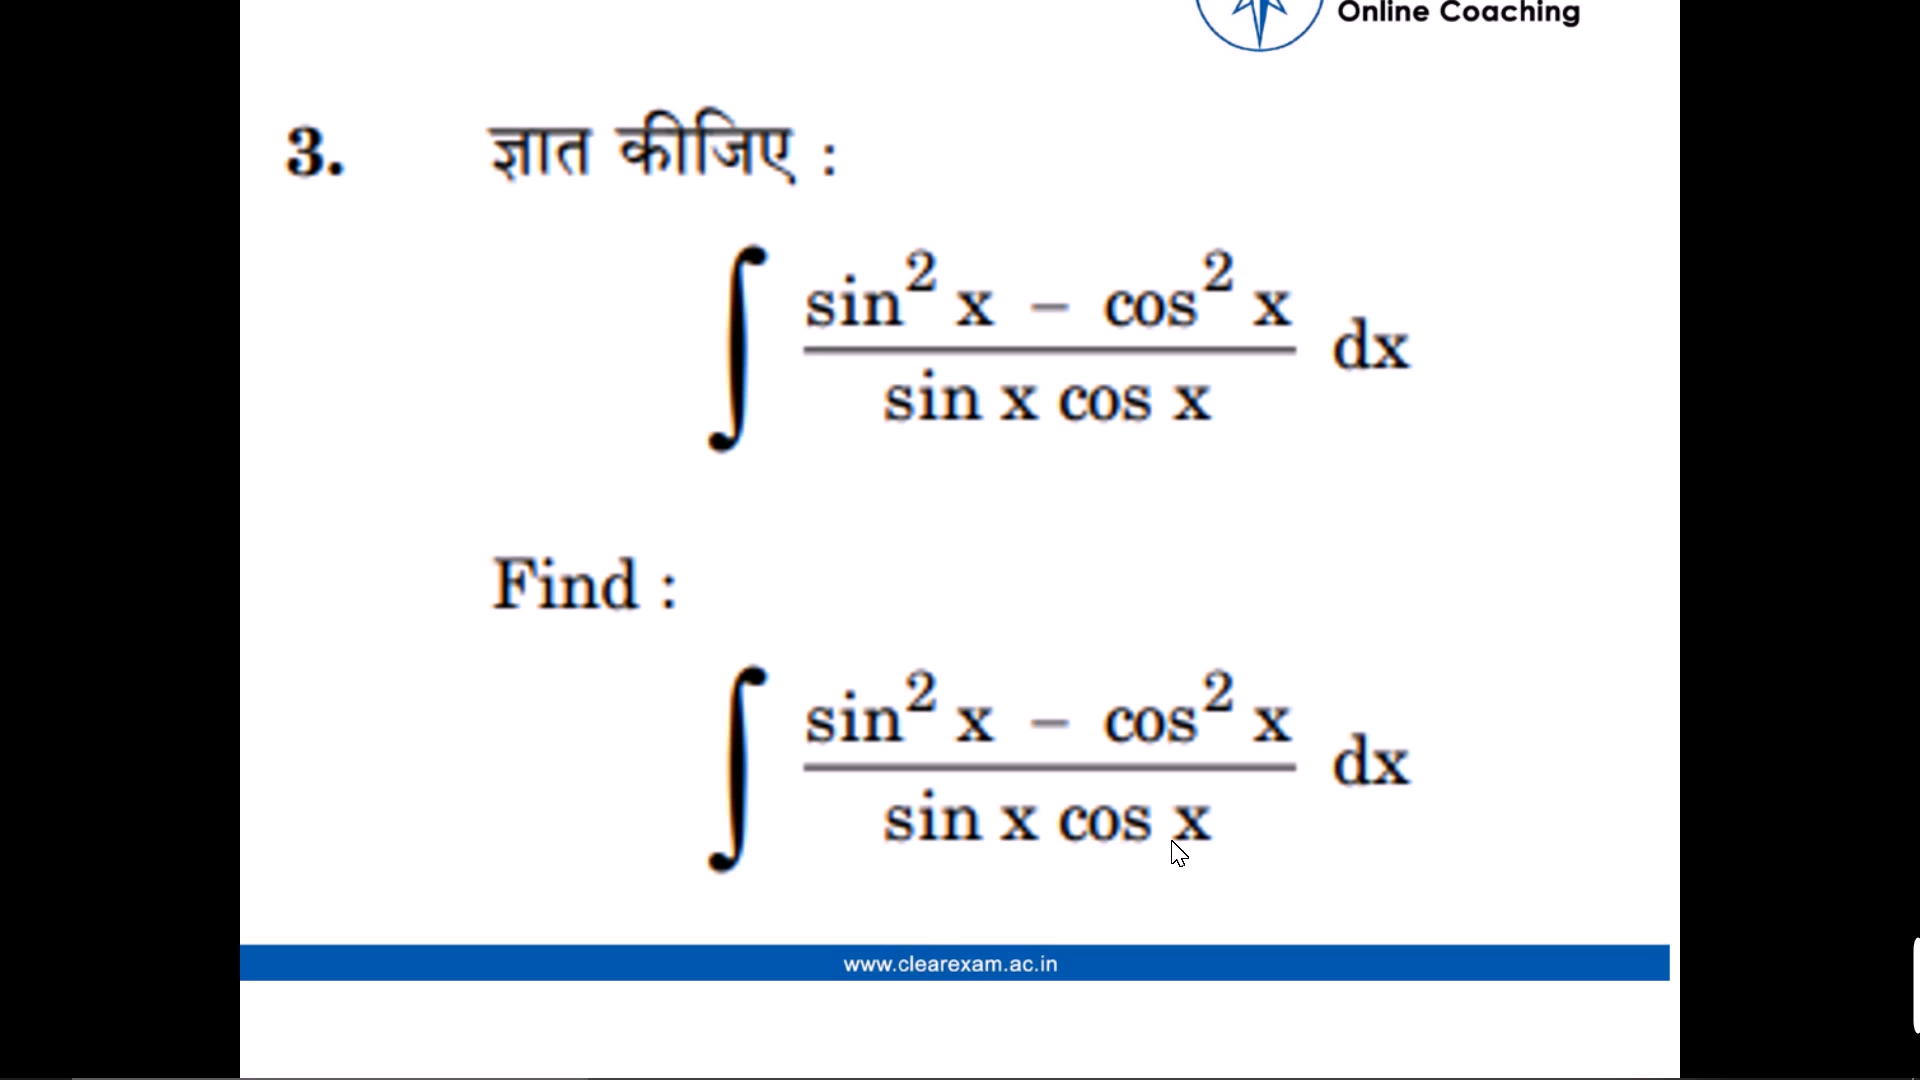 Online Coaching
3. ज्ञात कीजिए :
∫ (sin² x – cos² x) / (sin x cos x) dx
Find :
∫ (sin² x – cos² x) / (sin x cos x) dx
www.clearexam.ac.in